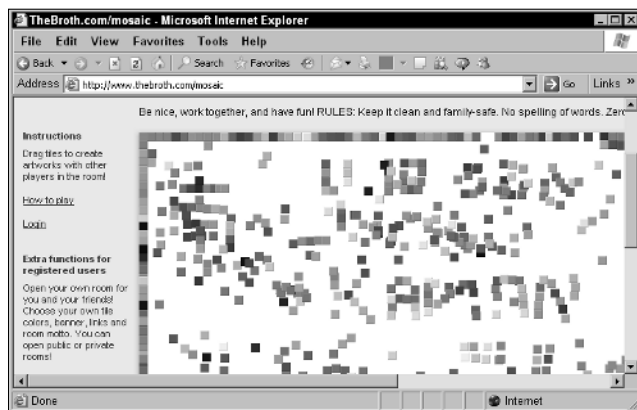 TheBroth.com/mosaic - Microsoft Internet Explorer
File Edit View Favorites Tools Help
Back Search Favorites
Address http://www.thebroth.com/mosaic Go Links »
Be nice, work together, and have fun! RULES: Keep it clean and family-safe. No spelling of words. Zero
Instructions
Drag tiles to create
artworks with other
players in the room!
How to play
Login
Extra functions for
registered users
Open your own room for
you and your friends!
Choose your own tile
colors, banner, links and
room motto. You can
open public or private
rooms!
Done Internet